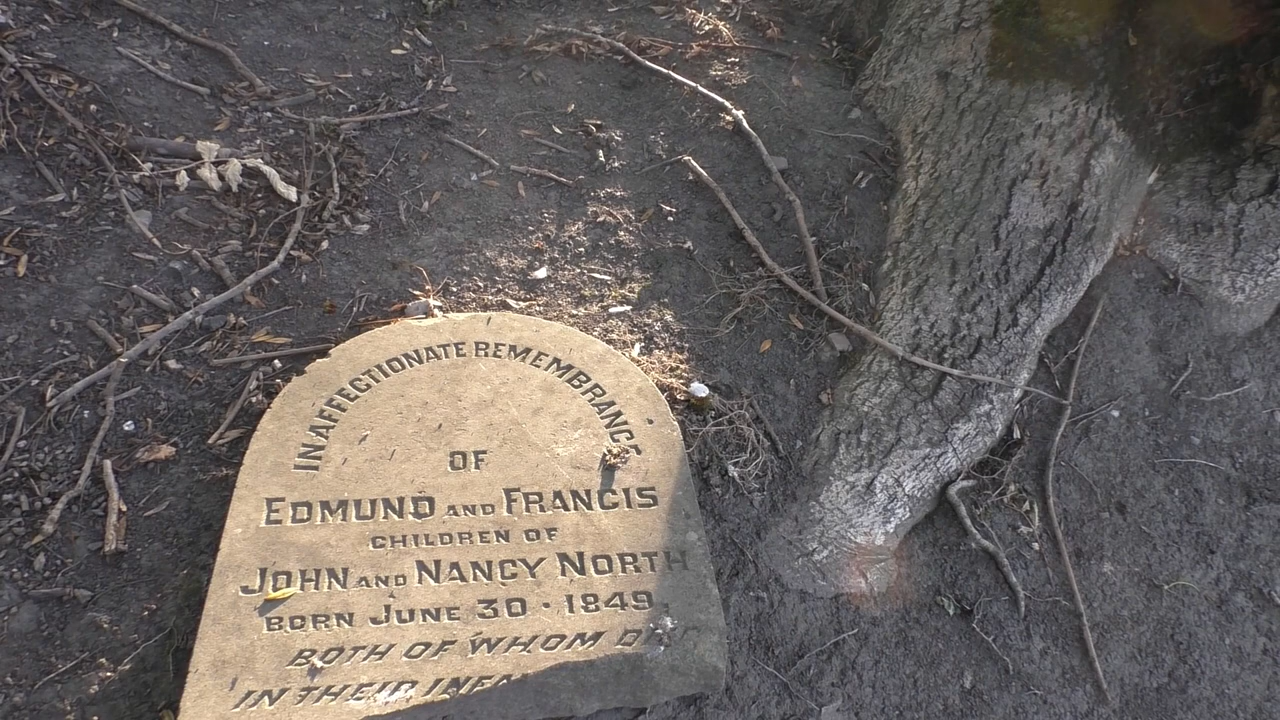 IN AFFECTIONATE REMEMBRANCE
OF
EDMUND AND FRANCIS
CHILDREN OF
JOHN AND NANCY NORTH
BORN JUNE 30 · 1849.
BOTH OF WHOM DIED
IN THEIR